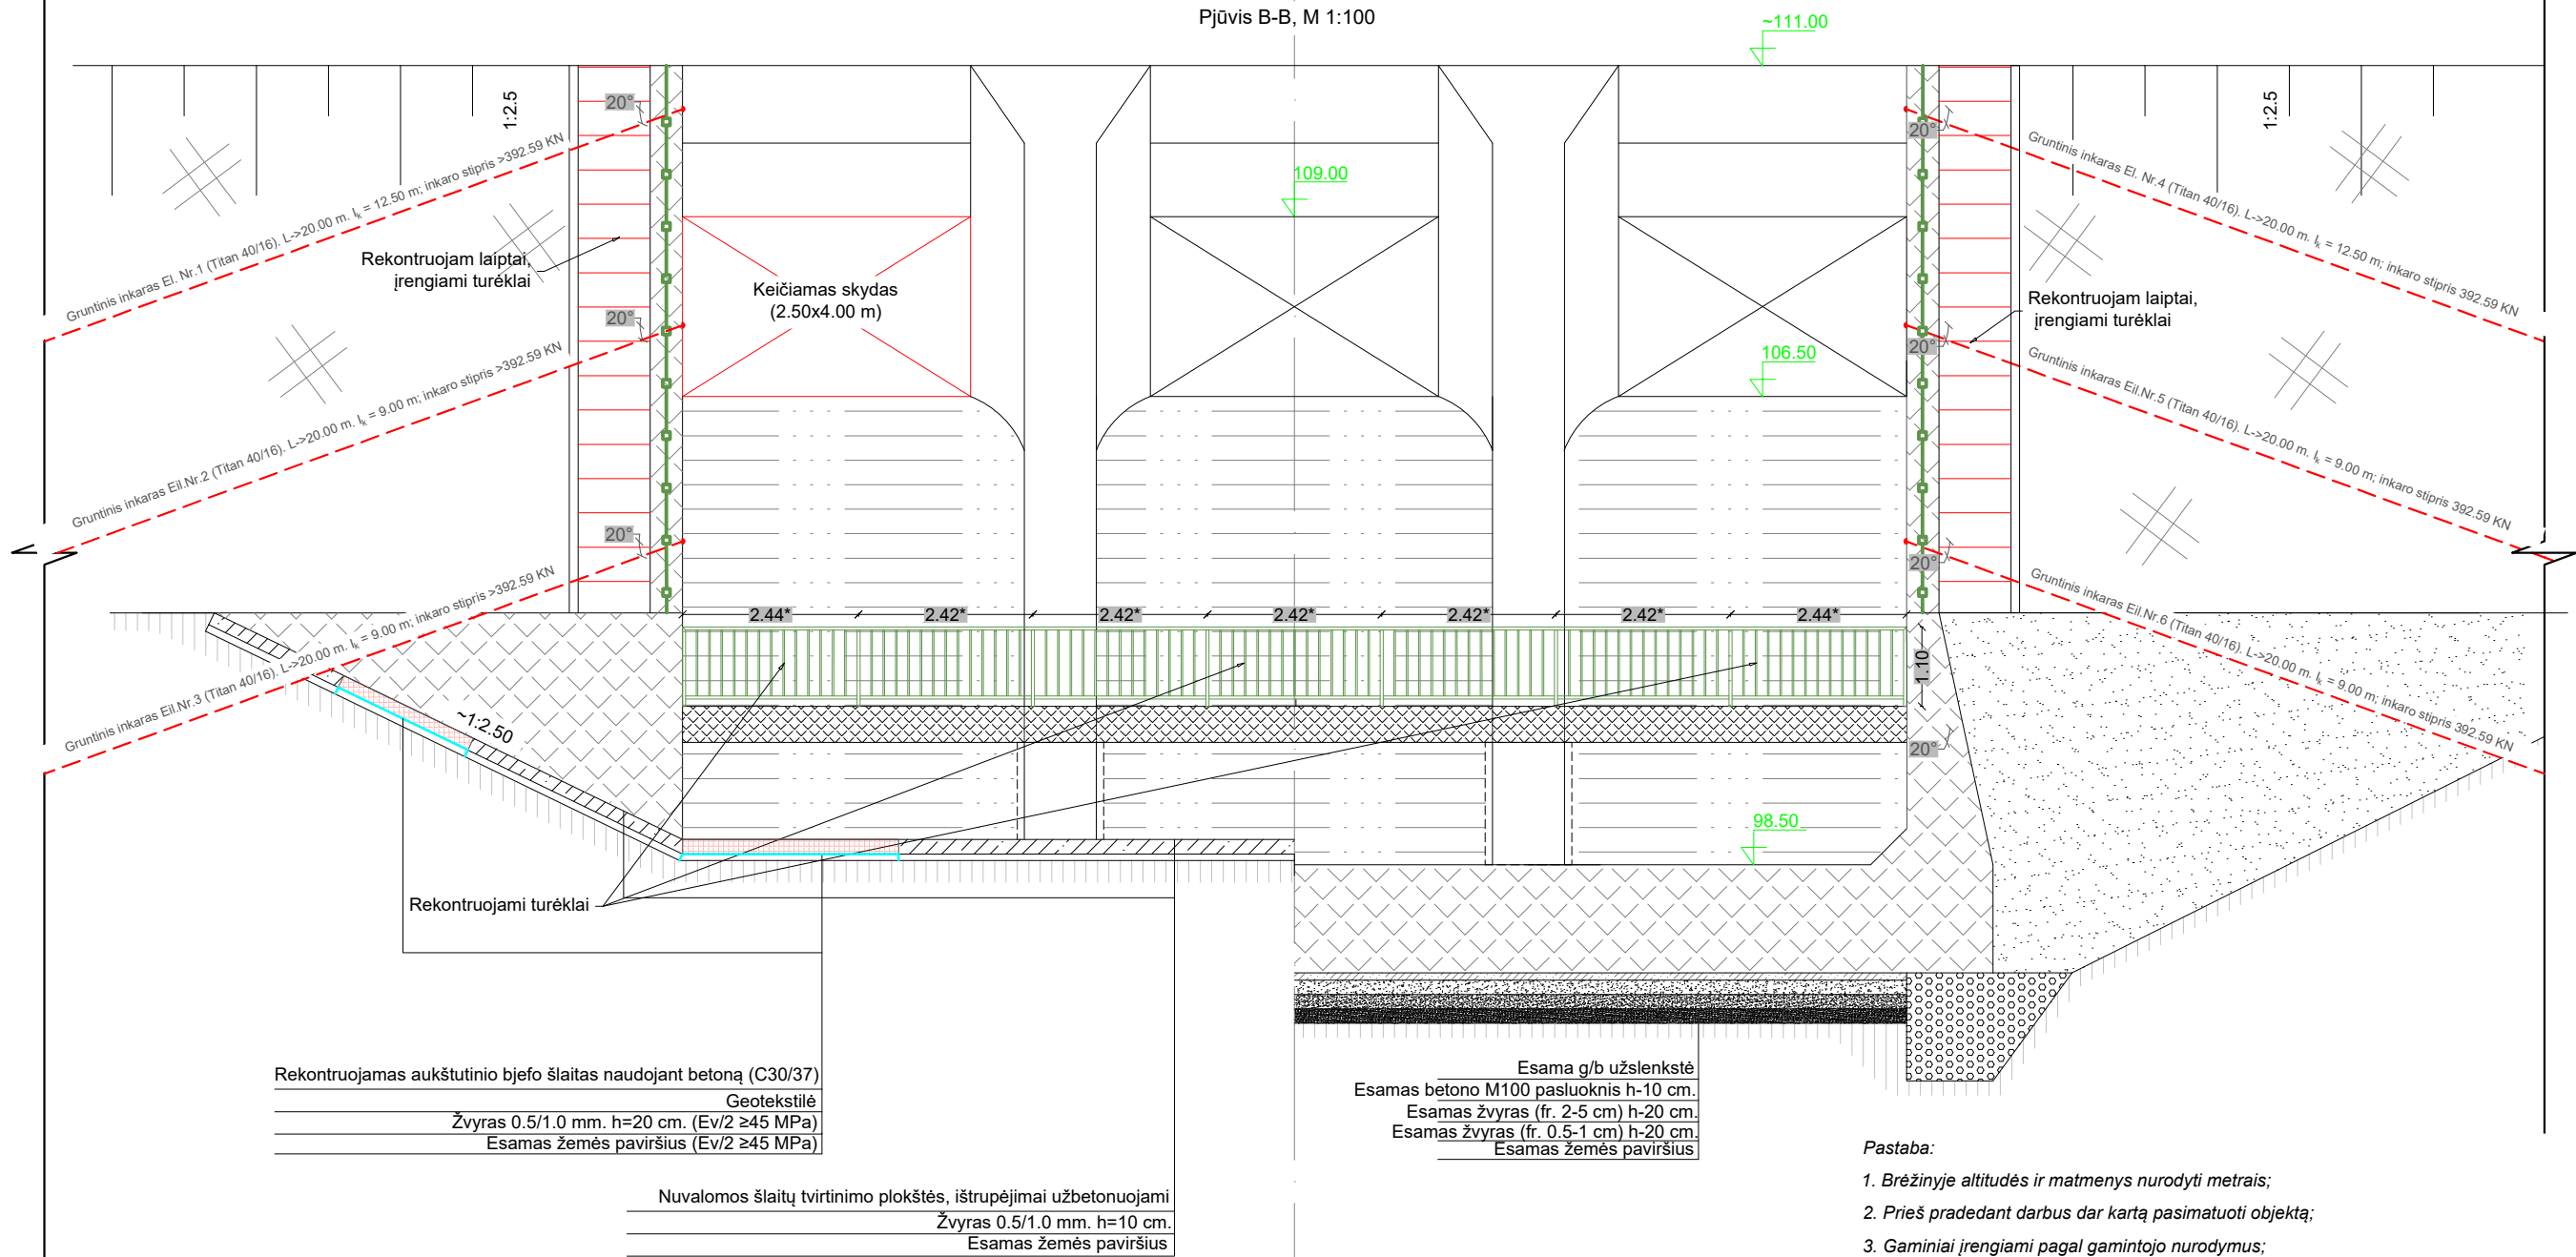 Pjūvis B-B, M 1:100
~111.00
1:2.5
1:2.5
20°
20°
Gruntinis inkaras El. Nr.1 (Titan 40/16). L->20.00 m. lk = 12.50 m; inkaro stipris >392.59 KN
Gruntinis inkaras El. Nr.4 (Titan 40/16). L->20.00 m. lk = 12.50 m; inkaro stipris 392.59 KN
109.00
Rekontruojam laiptai,
įrengiami turėklai
Keičiamas skydas
(2.50x4.00 m)
Rekontruojam laiptai,
įrengiami turėklai
20°
20°
106.50
Gruntinis inkaras Eil.Nr.2 (Titan 40/16). L->20.00 m. lk = 9.00 m; inkaro stipris >392.59 KN
Gruntinis inkaras Eil.Nr.5 (Titan 40/16). L->20.00 m. lk = 9.00 m; inkaro stipris 392.59 KN
20°
20°
Gruntinis inkaras Eil.Nr.3 (Titan 40/16). L->20.00 m. lk = 9.00 m; inkaro stipris >392.59 KN
Gruntinis inkaras Eil.Nr.6 (Titan 40/16). L->20.00 m. lk = 9.00 m; inkaro stipris 392.59 KN
2.44* 2.42* 2.42* 2.42* 2.42* 2.42* 2.44*
1.10
~1:2.50
20°
98.50
Rekontruojami turėklai
Rekontruojamas aukštutinio bjefo šlaitas naudojant betoną (C30/37)
Geotekstilė
Žvyras 0.5/1.0 mm. h=20 cm. (Ev/2 ≥45 MPa)
Esamas žemės paviršius (Ev/2 ≥45 MPa)
Esama g/b užslenkstė
Esamas betono M100 pasluoknis h-10 cm.
Esamas žvyras (fr. 2-5 cm) h-20 cm.
Esamas žvyras (fr. 0.5-1 cm) h-20 cm.
Esamas žemės paviršius
Nuvalomos šlaitų tvirtinimo plokštės, ištrupėjimai užbetonuojami
Žvyras 0.5/1.0 mm. h=10 cm.
Esamas žemės paviršius
Pastaba:
1. Brėžinyje altitudės ir matmenys nurodyti metrais;
2. Prieš pradedant darbus dar kartą pasimatuoti objektą;
3. Gaminiai įrengiami pagal gamintojo nurodymus;